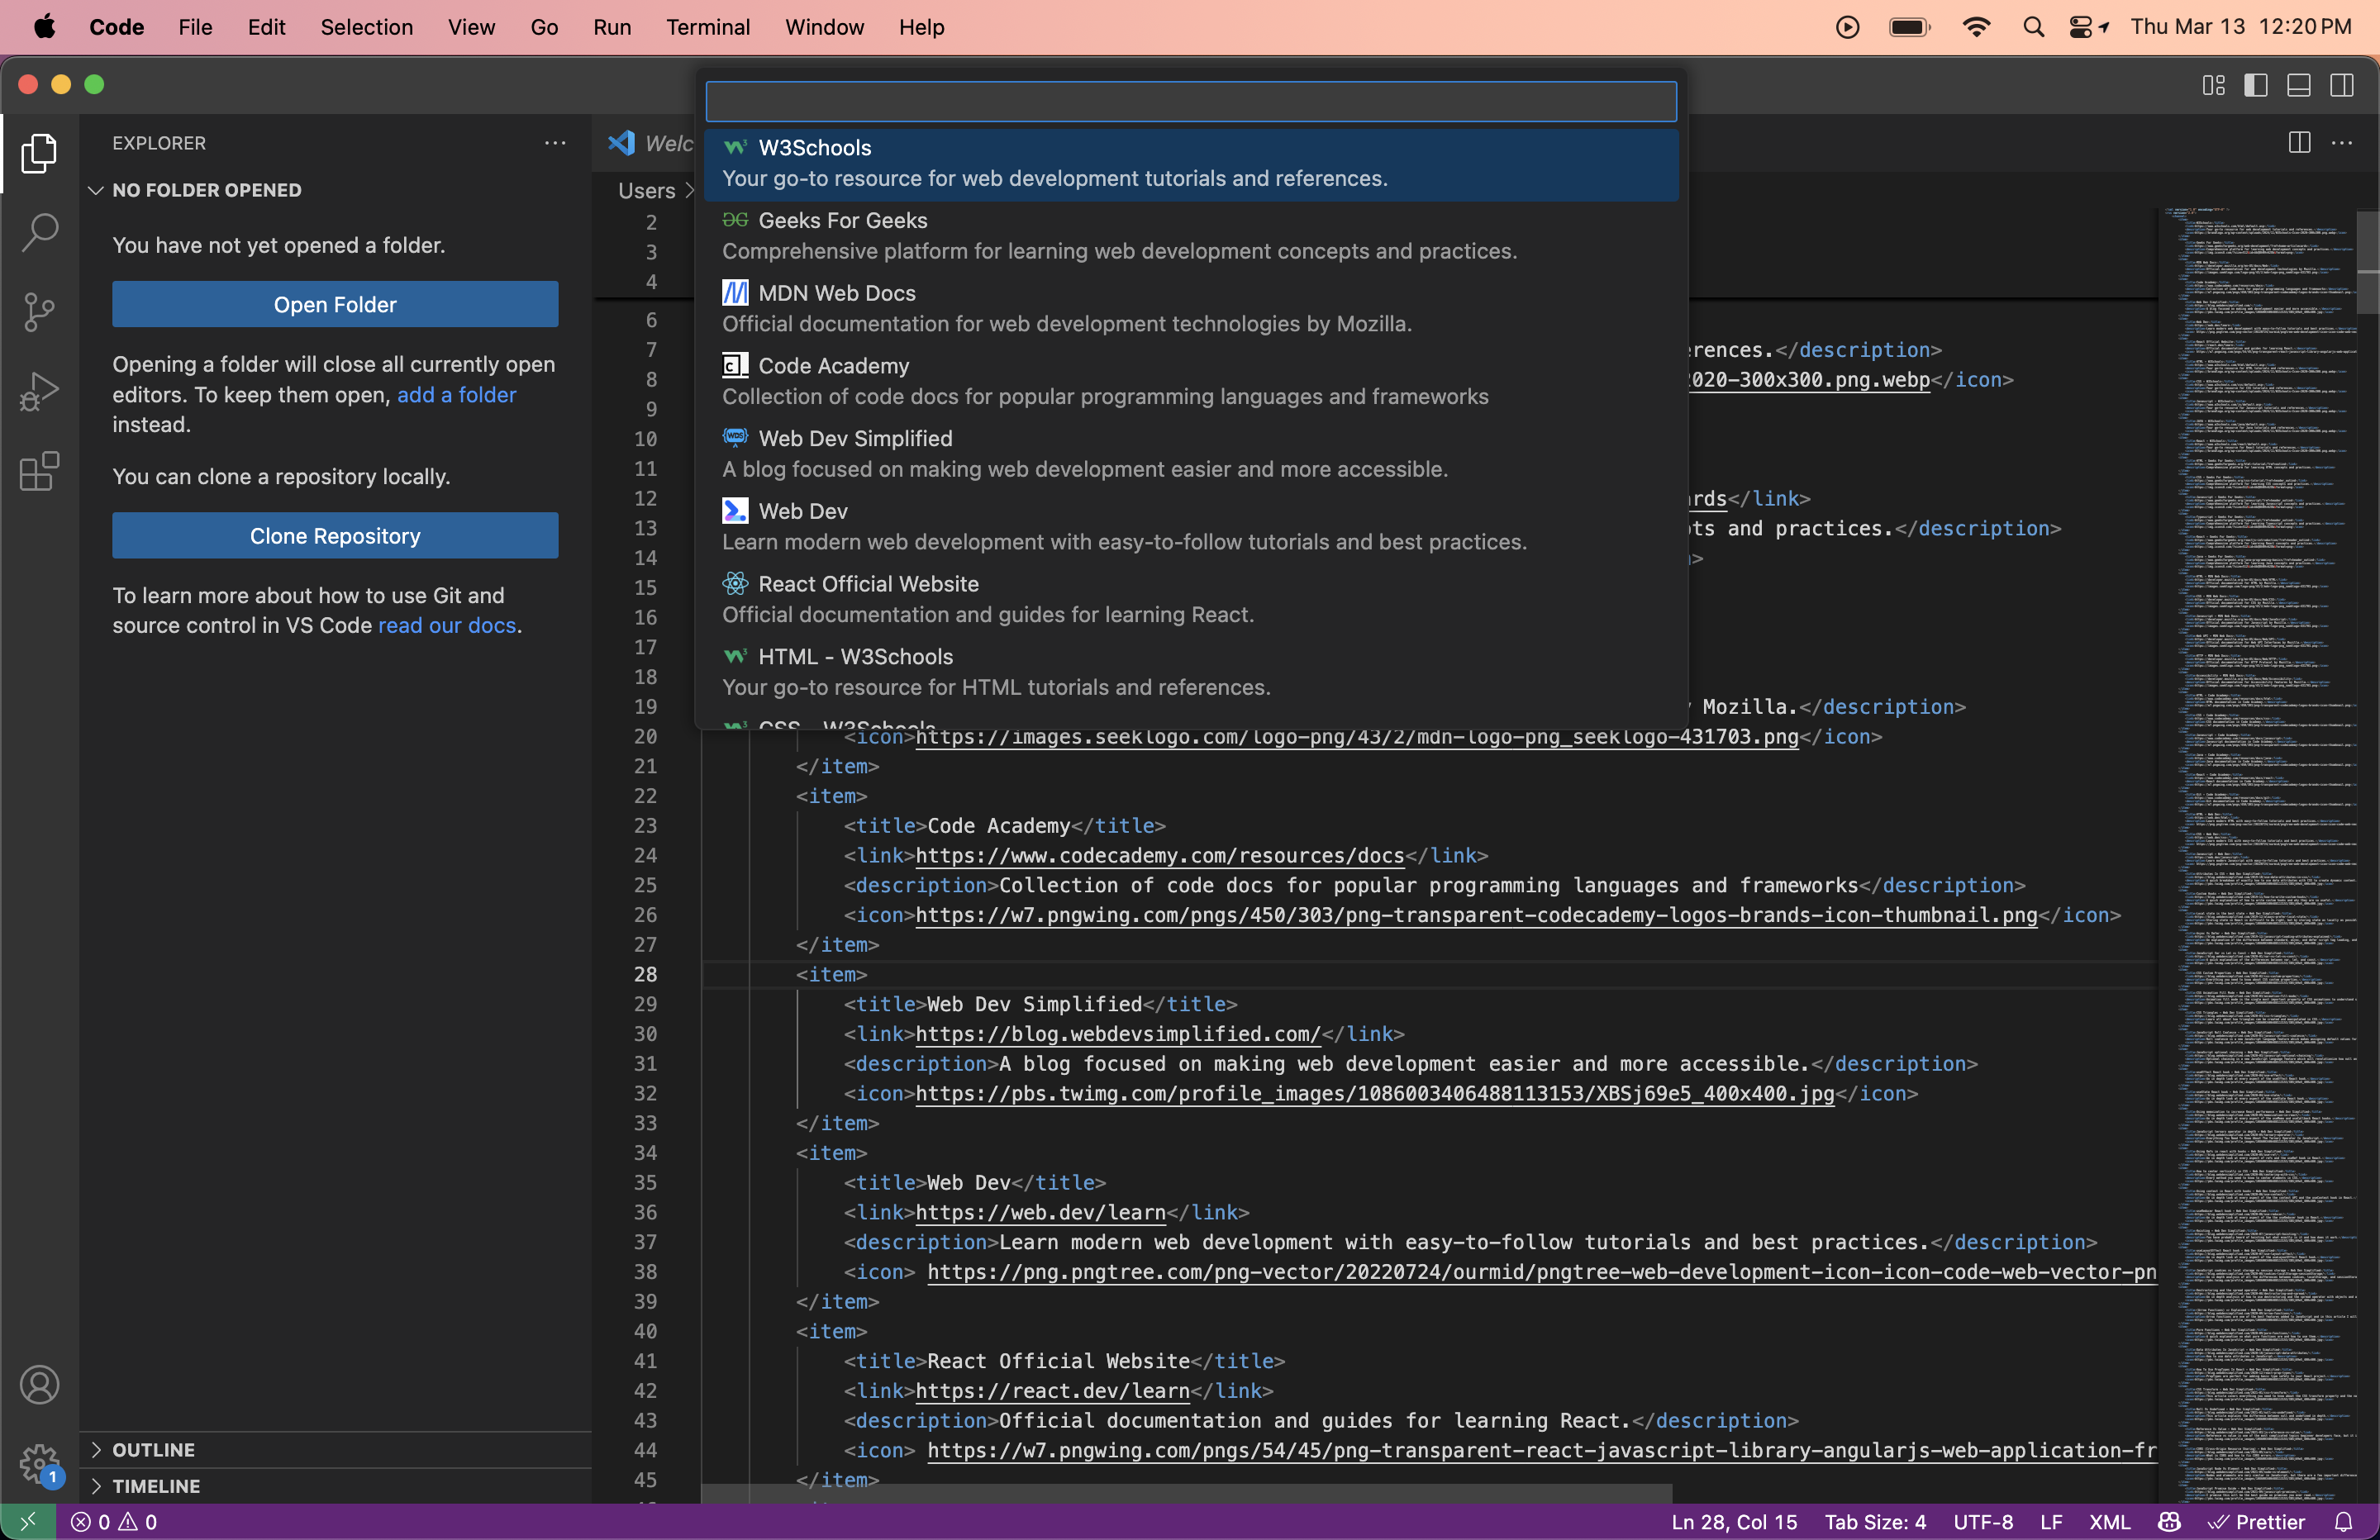 Code File Edit Selection View Go Run Terminal Window Help
Thu Mar 13 12:20 PM
EXPLORER
NO FOLDER OPENED
You have not yet opened a folder.
Open Folder
Opening a folder will close all currently open
editors. To keep them open, add a folder
instead.
You can clone a repository locally.
Clone Repository
To learn more about how to use Git and
source control in VS Code read our docs.
OUTLINE
TIMELINE
Welc
Users
W3Schools
Your go-to resource for web development tutorials and references.
Geeks For Geeks
Comprehensive platform for learning web development concepts and practices.
MDN Web Docs
Official documentation for web development technologies by Mozilla.
Code Academy
Collection of code docs for popular programming languages and frameworks
Web Dev Simplified
A blog focused on making web development easier and more accessible.
Web Dev
Learn modern web development with easy-to-follow tutorials and best practices.
React Official Website
Official documentation and guides for learning React.
HTML - W3Schools
Your go-to resource for HTML tutorials and references.
CSS - W3Schools
2
3
4
6
7 rences.</description>
8 2020-300x300.png.webp</icon>
9
10
11
12 rds</link>
13 ts and practices.</description>
14 >
15
16
17
18
19 y Mozilla.</description>
20 <icon>https://images.seeklogo.com/logo-png/43/2/mdn-logo-png_seeklogo-431703.png</icon>
21 </item>
22 <item>
23 <title>Code Academy</title>
24 <link>https://www.codecademy.com/resources/docs</link>
25 <description>Collection of code docs for popular programming languages and frameworks</description>
26 <icon>https://w7.pngwing.com/pngs/450/303/png-transparent-codecademy-logos-brands-icon-thumbnail.png</icon>
27 </item>
28 <item>
29 <title>Web Dev Simplified</title>
30 <link>https://blog.webdevsimplified.com/</link>
31 <description>A blog focused on making web development easier and more accessible.</description>
32 <icon>https://pbs.twimg.com/profile_images/1086003406488113153/XBSj69e5_400x400.jpg</icon>
33 </item>
34 <item>
35 <title>Web Dev</title>
36 <link>https://web.dev/learn</link>
37 <description>Learn modern web development with easy-to-follow tutorials and best practices.</description>
38 <icon> https://png.pngtree.com/png-vector/20220724/ourmid/pngtree-web-development-icon-icon-code-web-vector-pn
39 </item>
40 <item>
41 <title>React Official Website</title>
42 <link>https://react.dev/learn</link>
43 <description>Official documentation and guides for learning React.</description>
44 <icon> https://w7.pngwing.com/pngs/54/45/png-transparent-react-javascript-library-angularjs-web-application-fr
45 </item>
1
0 0
Ln 28, Col 15 Tab Size: 4 UTF-8 LF XML Prettier